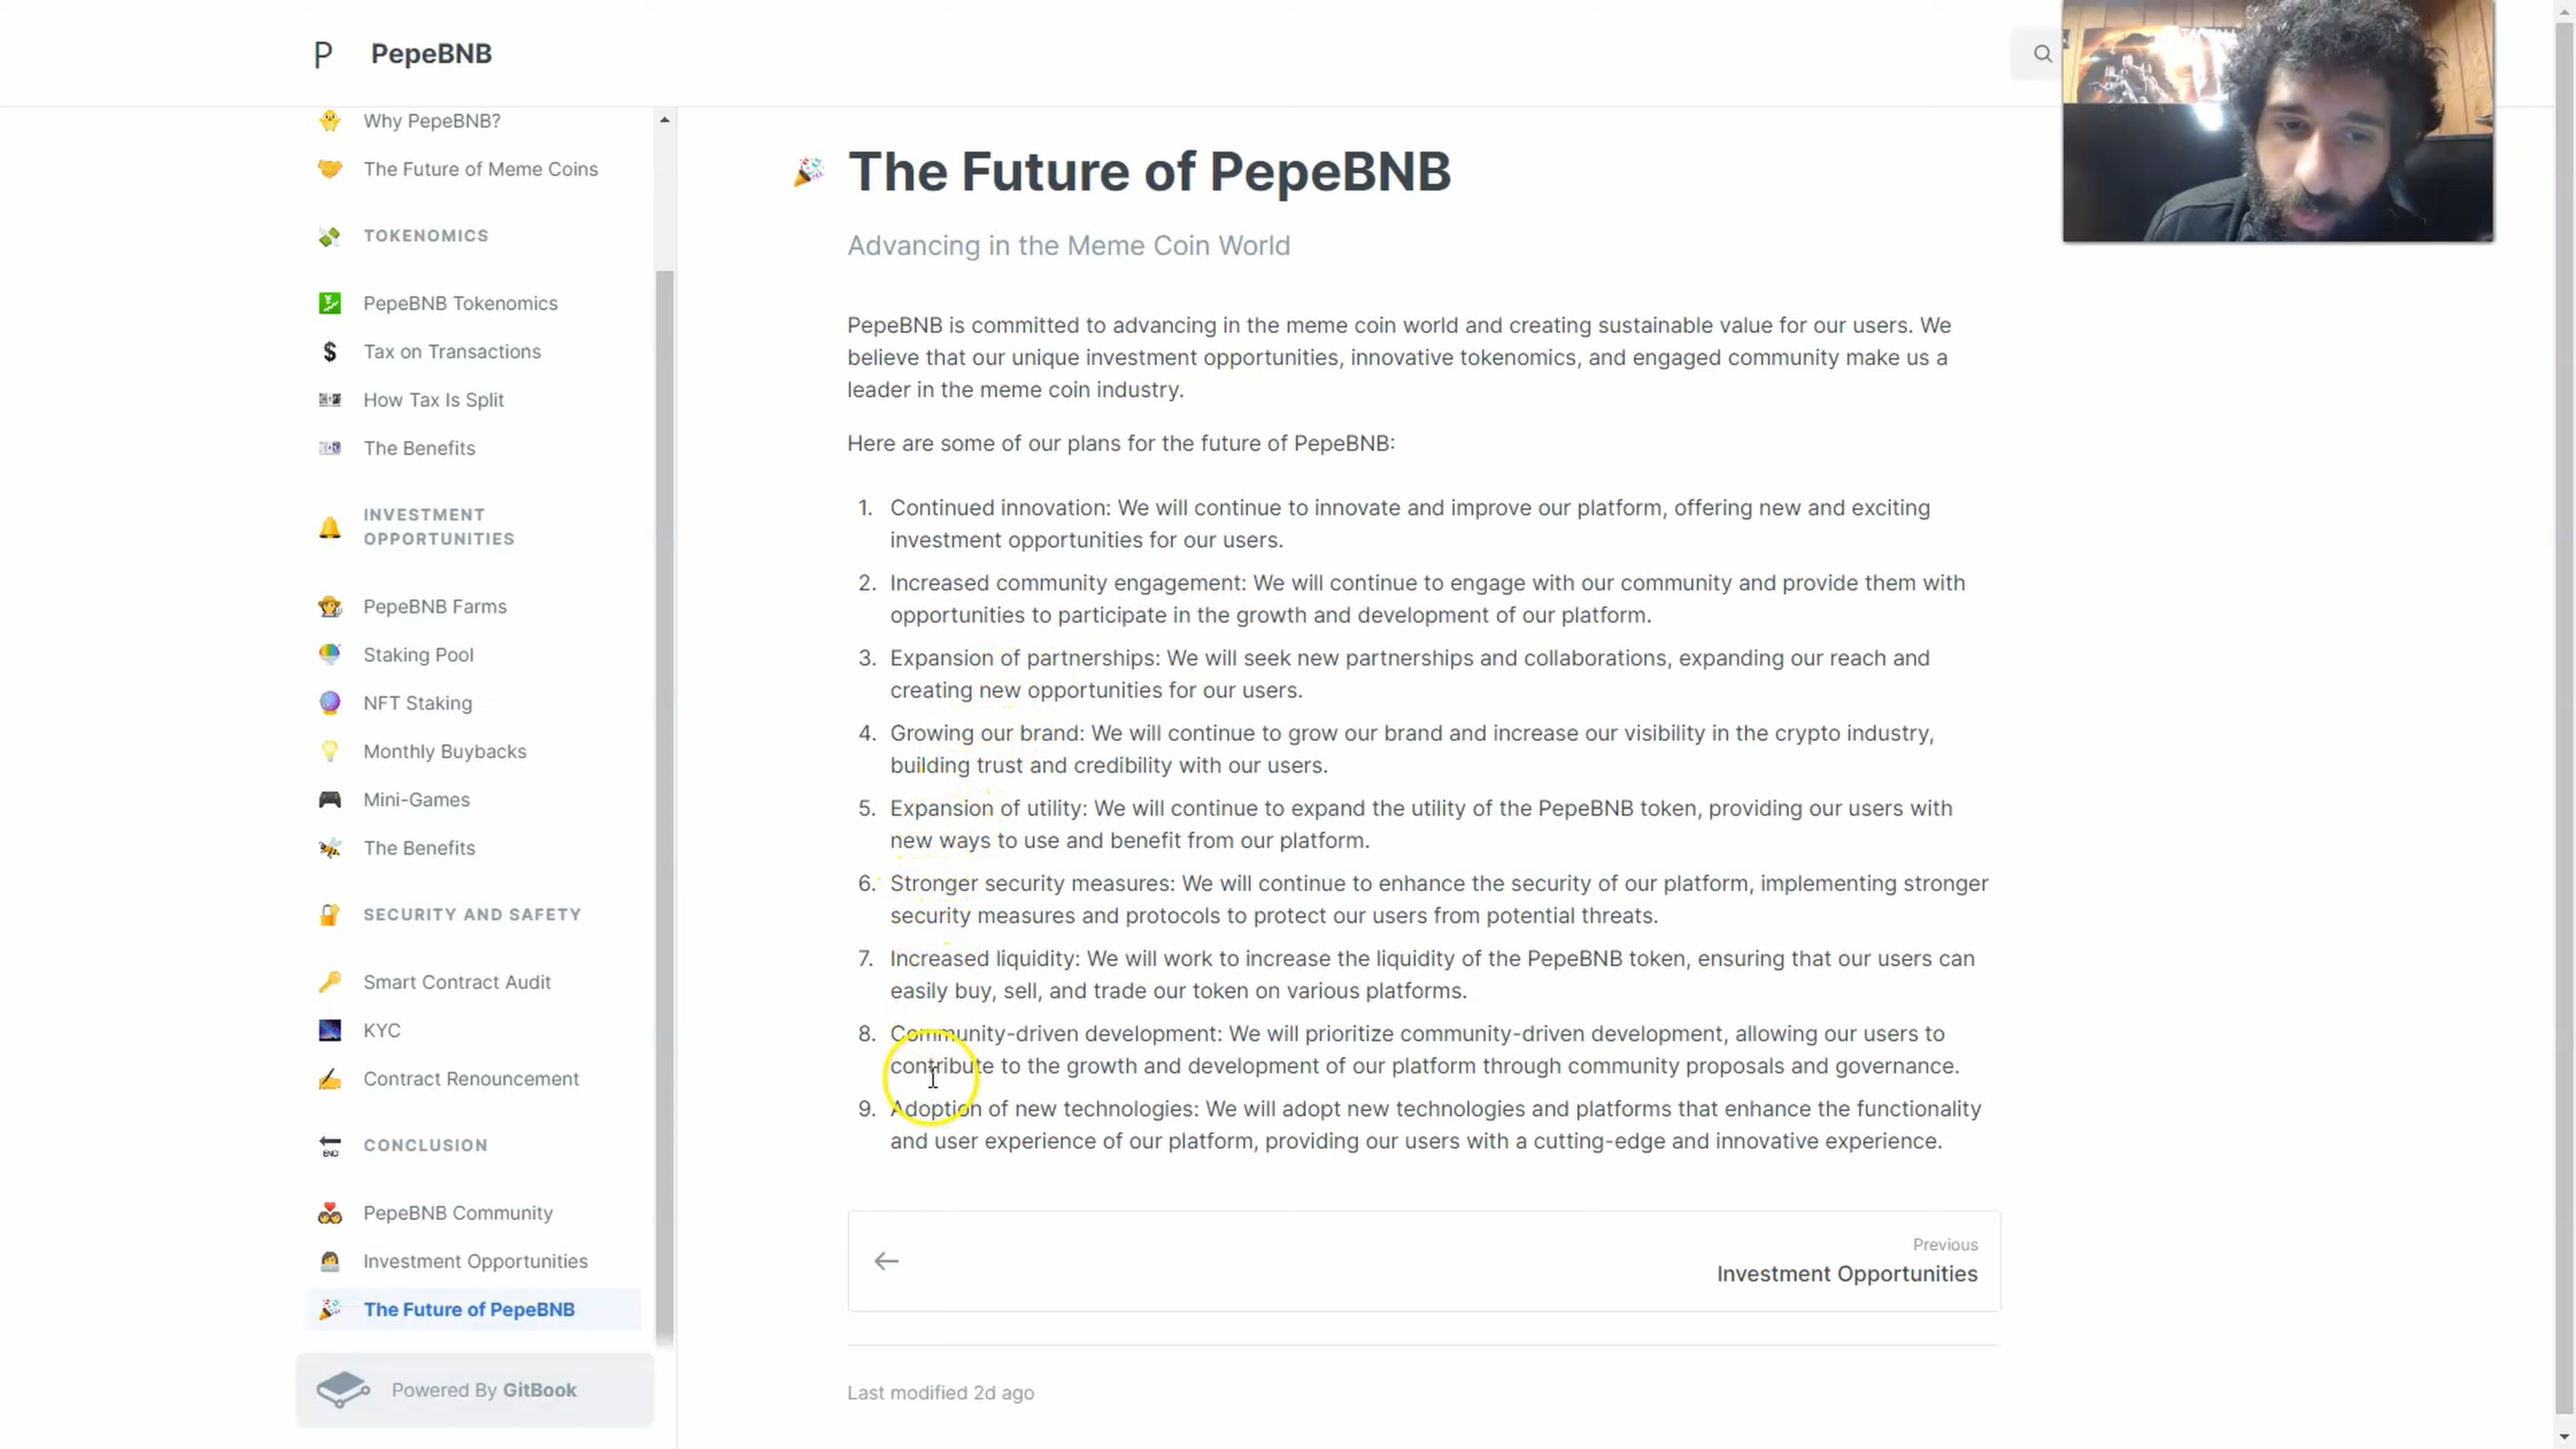 P PepeBNB
Why PepeBNB?
The Future of Meme Coins
TOKENOMICS
PepeBNB Tokenomics
Tax on Transactions
How Tax Is Split
The Benefits
INVESTMENT
OPPORTUNITIES
PepeBNB Farms
Staking Pool
NFT Staking
Monthly Buybacks
Mini-Games
The Benefits
SECURITY AND SAFETY
Smart Contract Audit
KYC
Contract Renouncement
END
CONCLUSION
PepeBNB Community
Investment Opportunities
The Future of PepeBNB
Powered By GitBook
The Future of PepeBNB
Advancing in the Meme Coin World
PepeBNB is committed to advancing in the meme coin world and creating sustainable value for our users. We
believe that our unique investment opportunities, innovative tokenomics, and engaged community make us a
leader in the meme coin industry.
Here are some of our plans for the future of PepeBNB:
1. Continued innovation: We will continue to innovate and improve our platform, offering new and exciting
investment opportunities for our users.
2. Increased community engagement: We will continue to engage with our community and provide them with
opportunities to participate in the growth and development of our platform.
3. Expansion of partnerships: We will seek new partnerships and collaborations, expanding our reach and
creating new opportunities for our users.
4. Growing our brand: We will continue to grow our brand and increase our visibility in the crypto industry,
building trust and credibility with our users.
5. Expansion of utility: We will continue to expand the utility of the PepeBNB token, providing our users with
new ways to use and benefit from our platform.
6. Stronger security measures: We will continue to enhance the security of our platform, implementing stronger
security measures and protocols to protect our users from potential threats.
7. Increased liquidity: We will work to increase the liquidity of the PepeBNB token, ensuring that our users can
easily buy, sell, and trade our token on various platforms.
8. Community-driven development: We will prioritize community-driven development, allowing our users to
contribute to the growth and development of our platform through community proposals and governance.
9. Adoption of new technologies: We will adopt new technologies and platforms that enhance the functionality
and user experience of our platform, providing our users with a cutting-edge and innovative experience.
Previous
Investment Opportunities
Last modified 2d ago